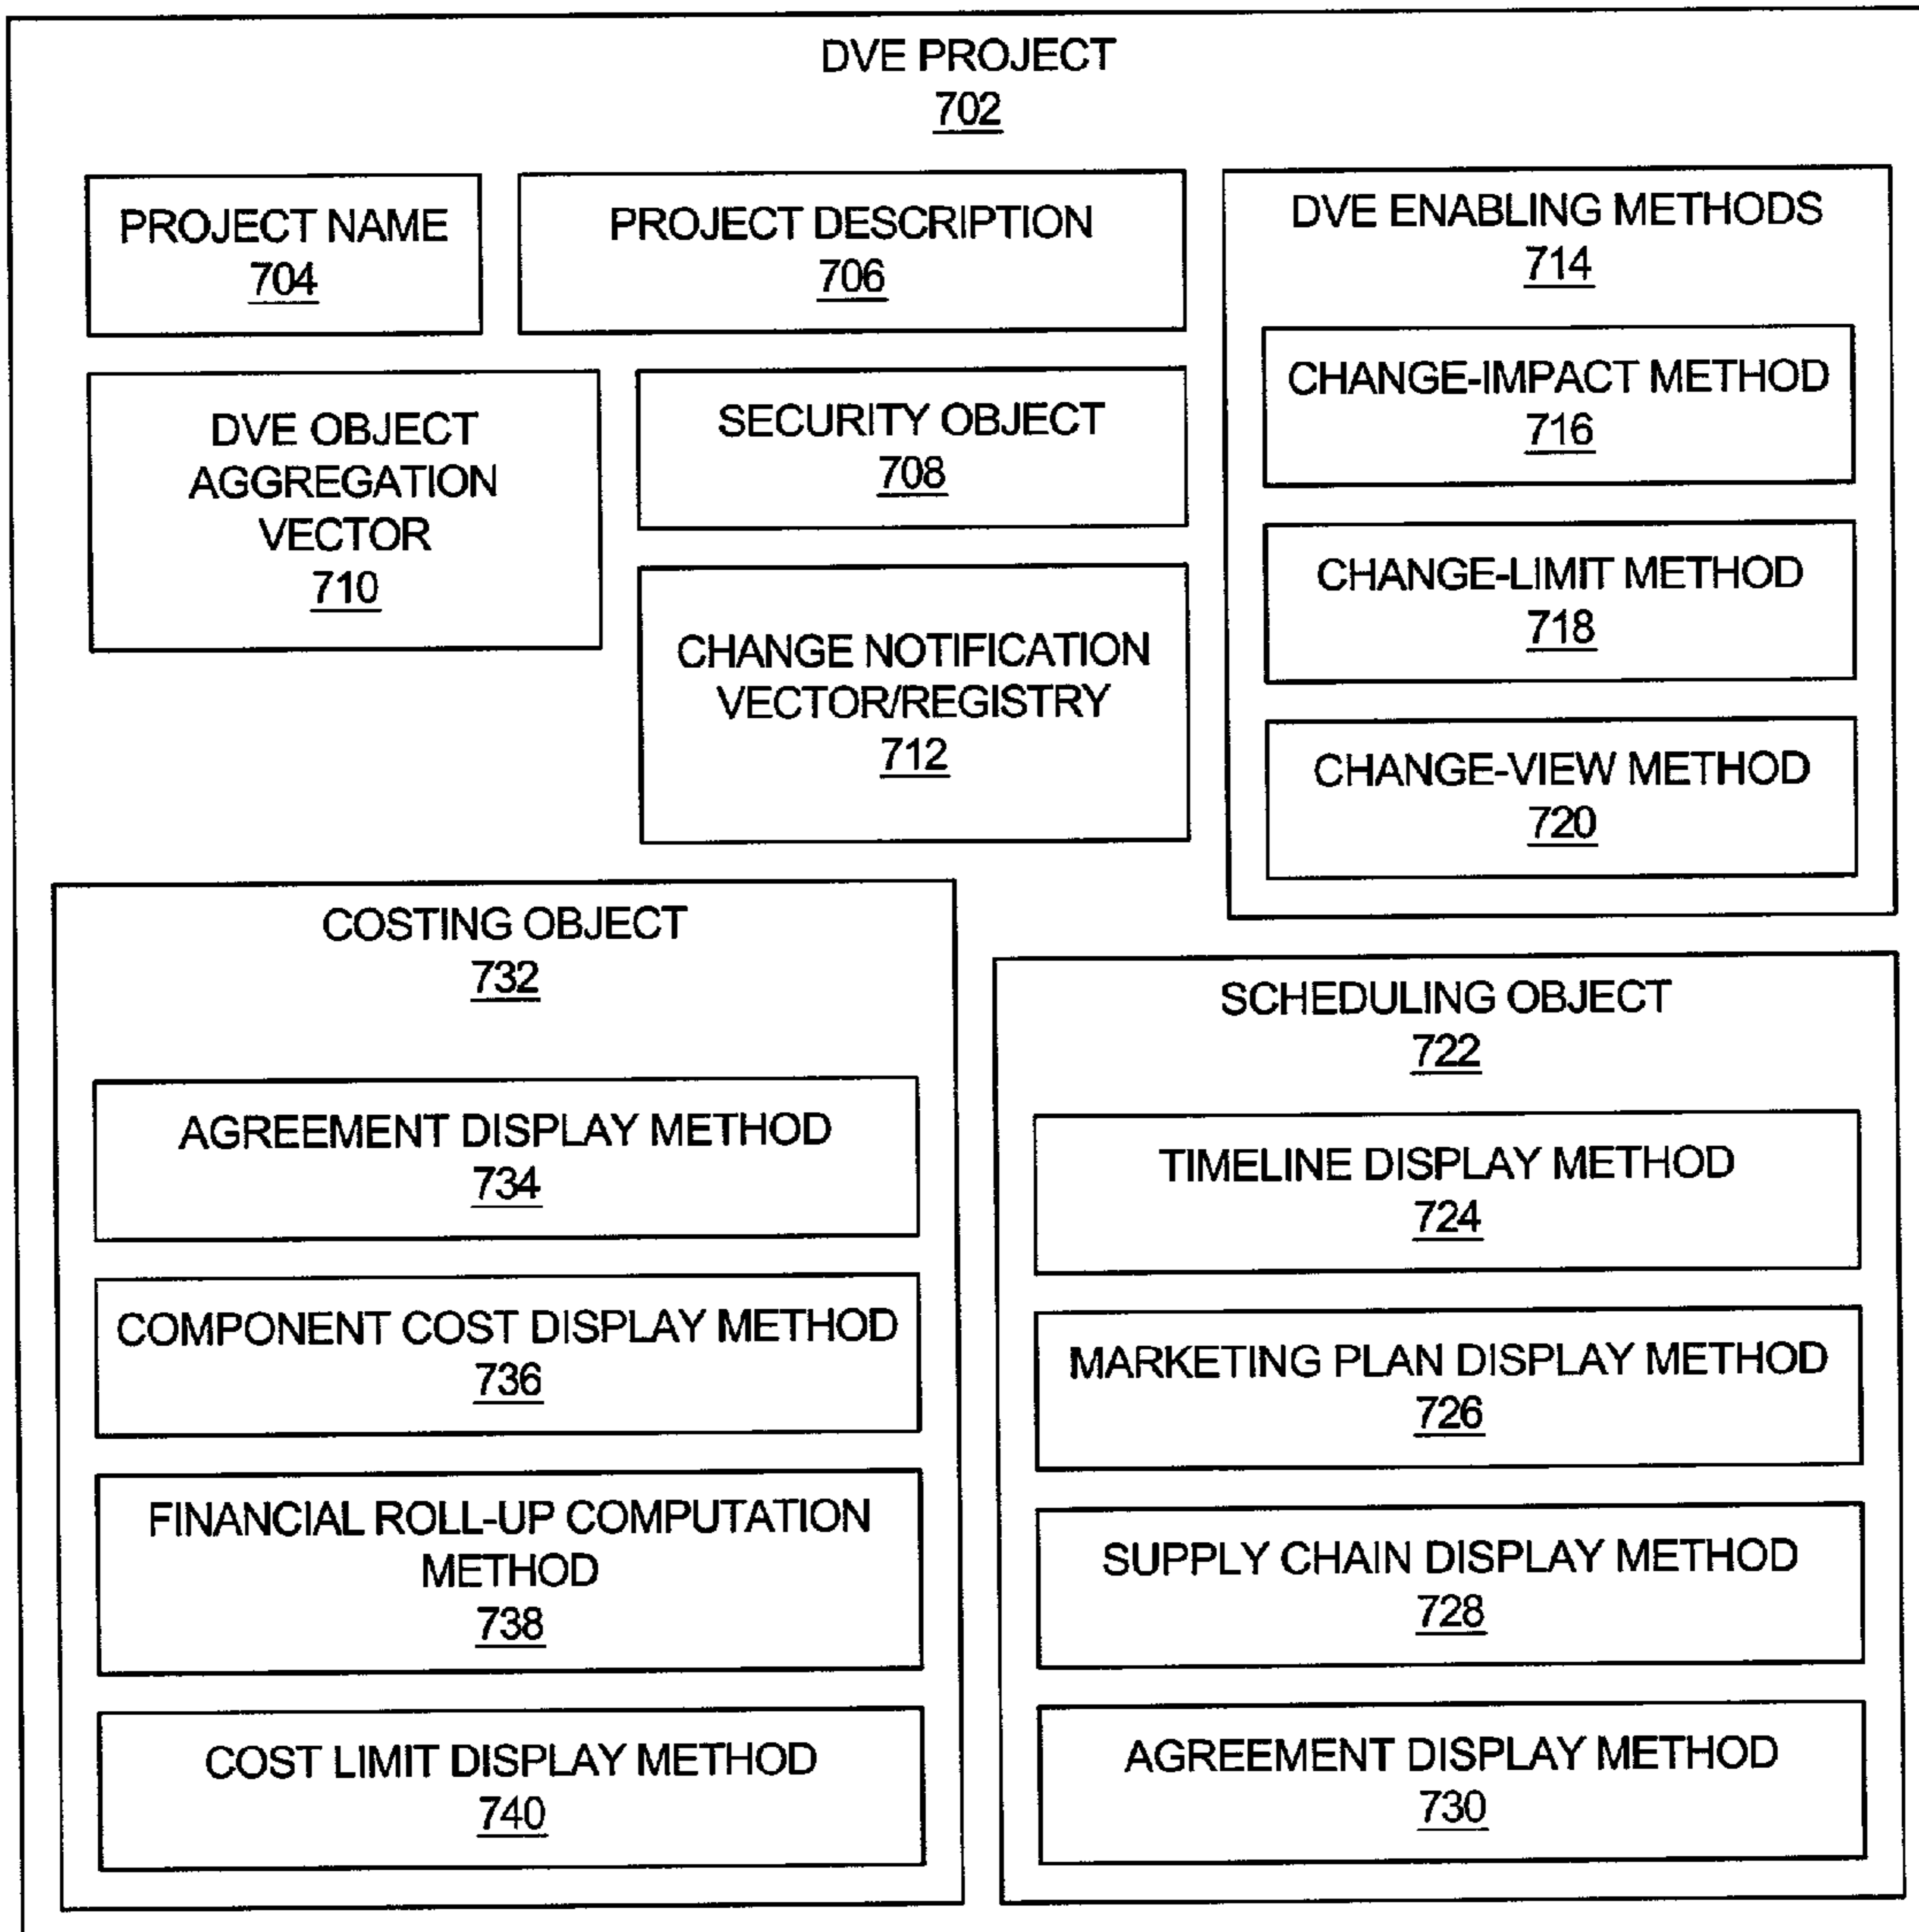 DVE PROJECT
702
PROJECT NAME
704
PROJECT DESCRIPTION
706
DVE OBJECT
AGGREGATION
VECTOR
710
SECURITY OBJECT
708
CHANGE NOTIFICATION
VECTOR/REGISTRY
712
DVE ENABLING METHODS
714
CHANGE-IMPACT METHOD
716
CHANGE-LIMIT METHOD
718
CHANGE-VIEW METHOD
720
COSTING OBJECT
732
AGREEMENT DISPLAY METHOD
734
COMPONENT COST DISPLAY METHOD
736
FINANCIAL ROLL-UP COMPUTATION
METHOD
738
COST LIMIT DISPLAY METHOD
740
SCHEDULING OBJECT
722
TIMELINE DISPLAY METHOD
724
MARKETING PLAN DISPLAY METHOD
726
SUPPLY CHAIN DISPLAY METHOD
728
AGREEMENT DISPLAY METHOD
730